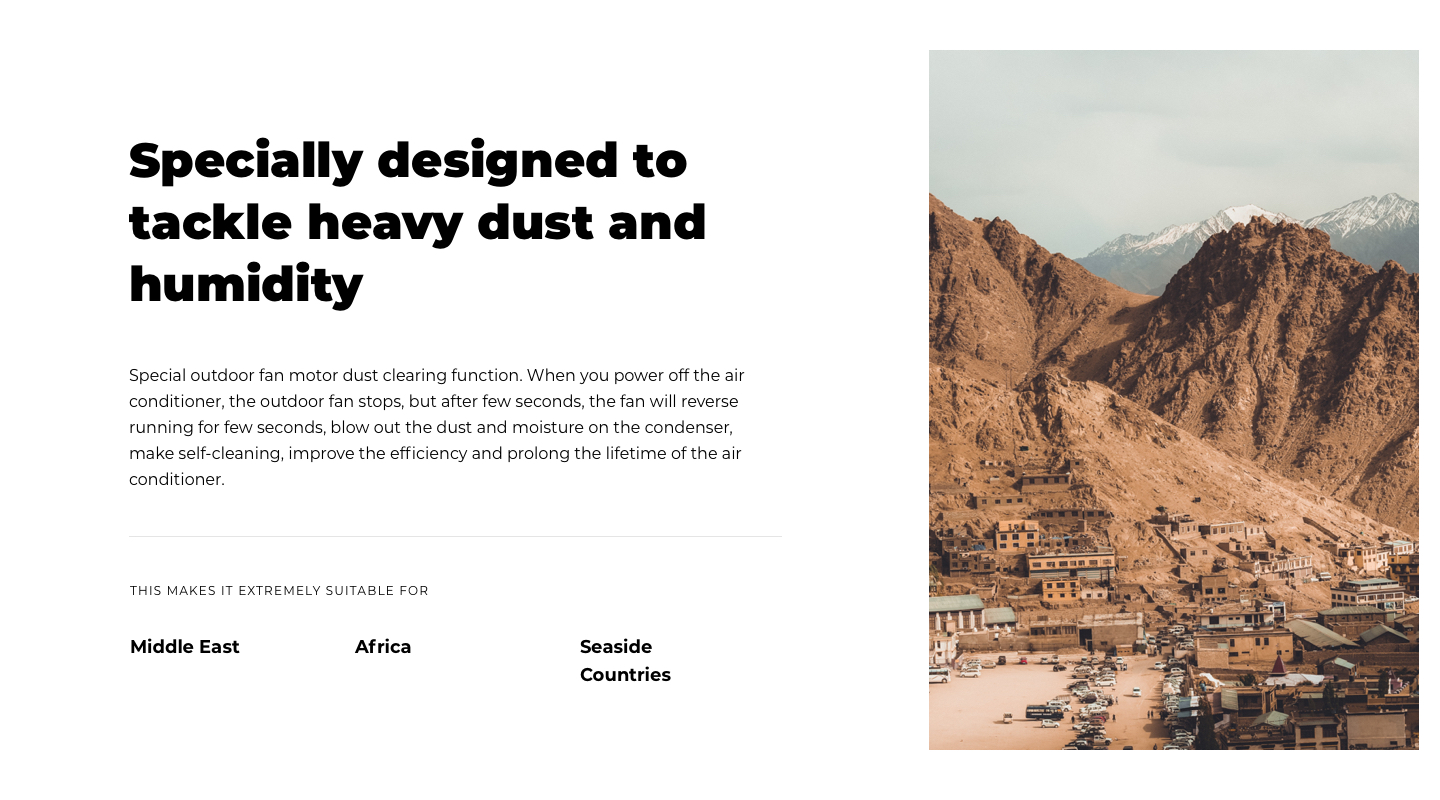 Specially designed to
tackle heavy dust and
humidity
Special outdoor fan motor dust clearing function. When you power off the air
conditioner, the outdoor fan stops, but after few seconds, the fan will reverse
running for few seconds, blow out the dust and moisture on the condenser,
make self-cleaning, improve the efficiency and prolong the lifetime of the air
conditioner.
THIS MAKES IT EXTREMELY SUITABLE FOR
Middle East
Africa
Seaside
Countries